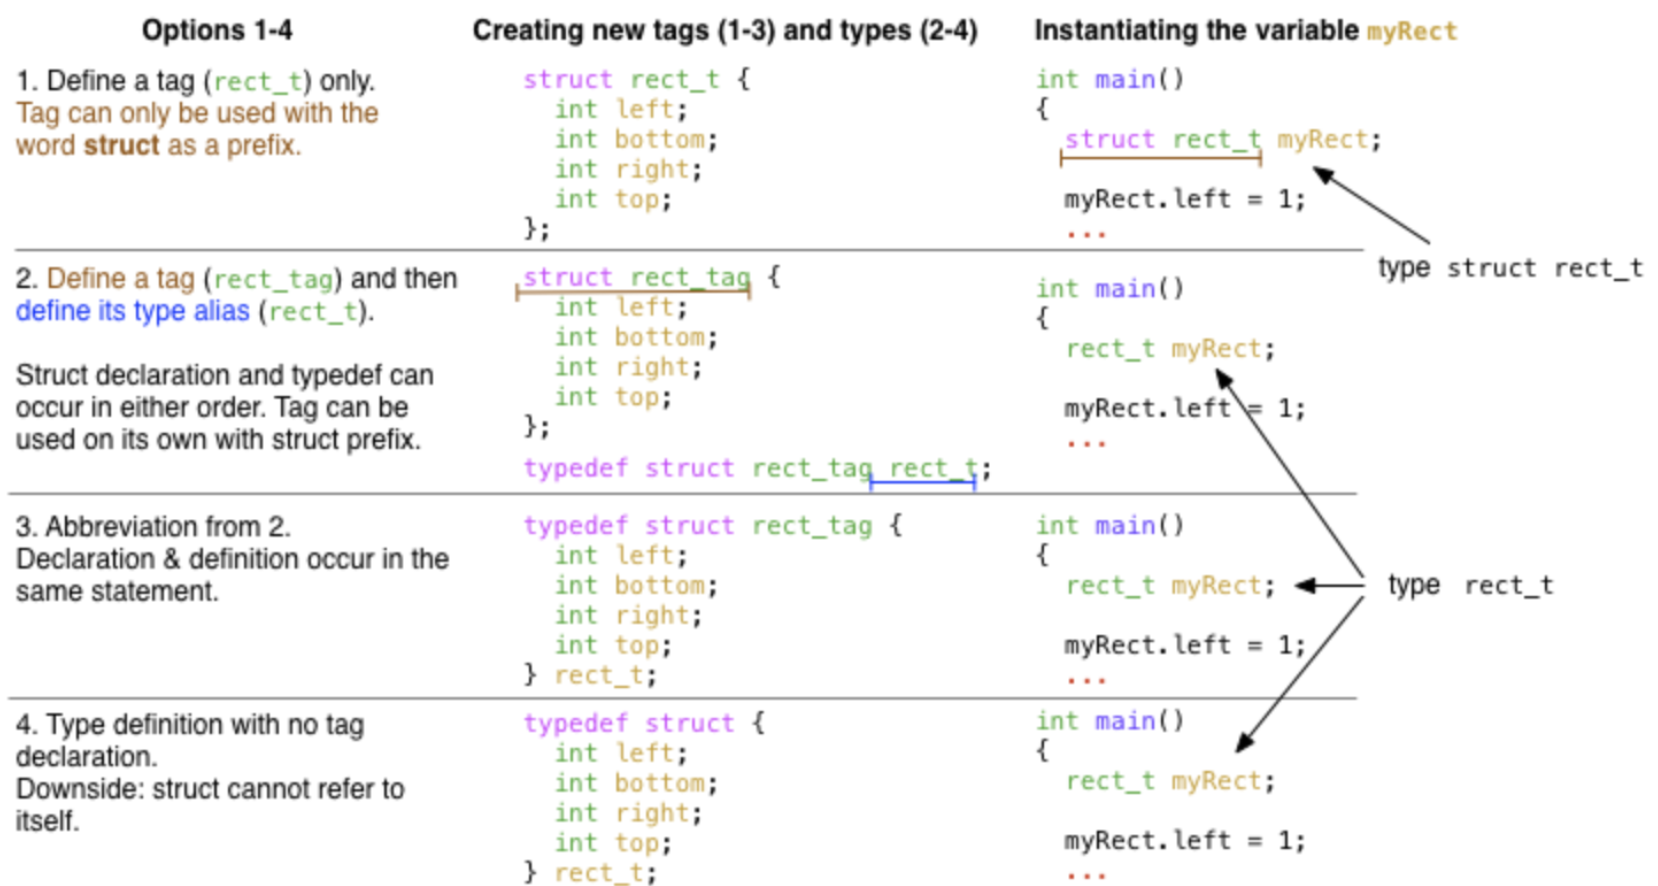 Options 1-4
Creating new tags (1-3) and types (2-4)
Instantiating the variable myRect
1. Define a tag (rect_t) only.
Tag can only be used with the
word struct as a prefix.
struct rect_t {
int left;
int bottom;
int right;
int top;
};
int main()
{
struct rect_t myRect;
myRect.left = 1;
...
type struct rect_t
2. Define a tag (rect_tag) and then
define its type alias (rect_t).
Struct declaration and typedef can
occur in either order. Tag can be
used on its own with struct prefix.
struct rect_tag {
int left;
int bottom;
int right;
int top;
};
typedef struct rect_tag rect_t;
int main()
{
rect_t myRect;
myRect.left = 1;
...
3. Abbreviation from 2.
Declaration & definition occur in the
same statement.
typedef struct rect_tag {
int left;
int bottom;
int right;
int top;
} rect_t;
int main()
{
rect_t myRect;
myRect.left = 1;
...
type rect_t
4. Type definition with no tag
declaration.
Downside: struct cannot refer to
itself.
typedef struct {
int left;
int bottom;
int right;
int top;
} rect_t;
int main()
{
rect_t myRect;
myRect.left = 1;
...